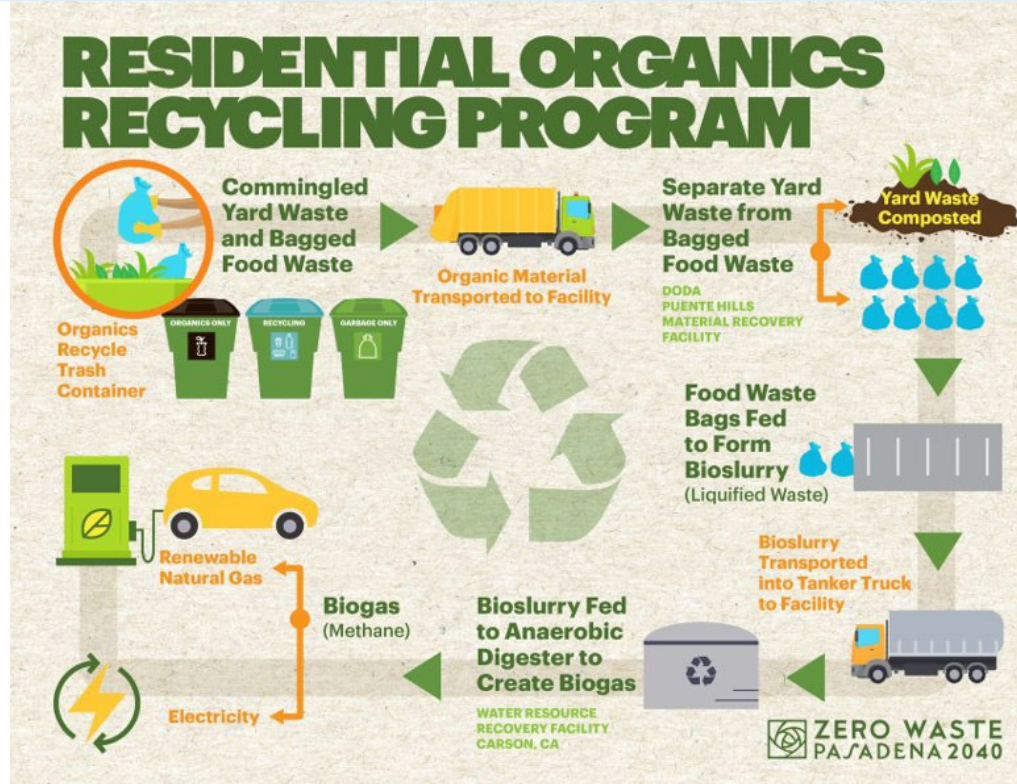 RESIDENTIAL ORGANICS
RECYCLING PROGRAM
Commingled
Yard Waste
and Bagged
Food Waste
Organic Material
Transported to Facility
Separate Yard
Waste from
Bagged
Food Waste
DODA
PUENTE HILLS
MATERIAL RECOVERY
FACILITY
Yard Waste
Composted
Organics
Recycle
Trash
Container
ORGANICS ONLY
RECYCLING
GARBAGE ONLY
Food Waste
Bags Fed
to Form
Bioslurry
(Liquified Waste)
Bioslurry
Transported
into Tanker Truck
to Facility
Bioslurry Fed
to Anaerobic
Digester to
Create Biogas
WATER RESOURCE
RECOVERY FACILITY
CARSON, CA
Biogas
(Methane)
Renewable
Natural Gas
Electricity
ZERO WASTE
PASADENA 2040